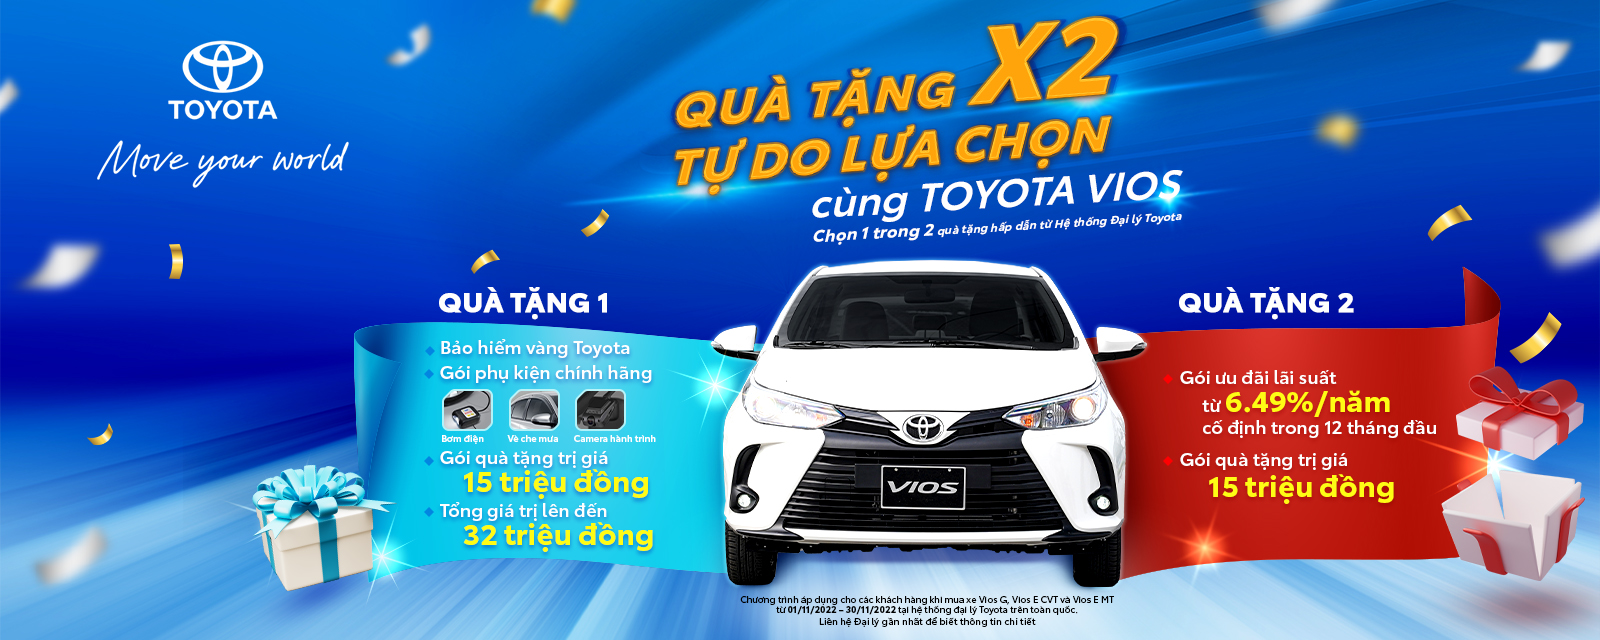 TOYOTA
Move your world
QUÀ TẶNG X2
TỰ DO LỰA CHỌN
cùng TOYOTA VIOS
Chọn 1 trong 2 quà tặng hấp dẫn từ Hệ thống Đại lý Toyota
QUÀ TẶNG 1
Bảo hiểm vàng Toyota
Gói phụ kiện chính hãng
Bơm điện Vè che mưa Camera hành trình
Gói quà tặng trị giá
15 triệu đồng
Tổng giá trị lên đến
32 triệu đồng
VIOS
QUÀ TẶNG 2
Gói ưu đãi lãi suất
từ 6.49%/năm
cố định trong 12 tháng đầu
Gói quà tặng trị giá
15 triệu đồng
Chương trình áp dụng cho các khách hàng khi mua xe Vios G, Vios E CVT và Vios E MT
từ 01/11/2022 – 30/11/2022 tại hệ thống đại lý Toyota trên toàn quốc.
Liên hệ Đại lý gần nhất để biết thông tin chi tiết